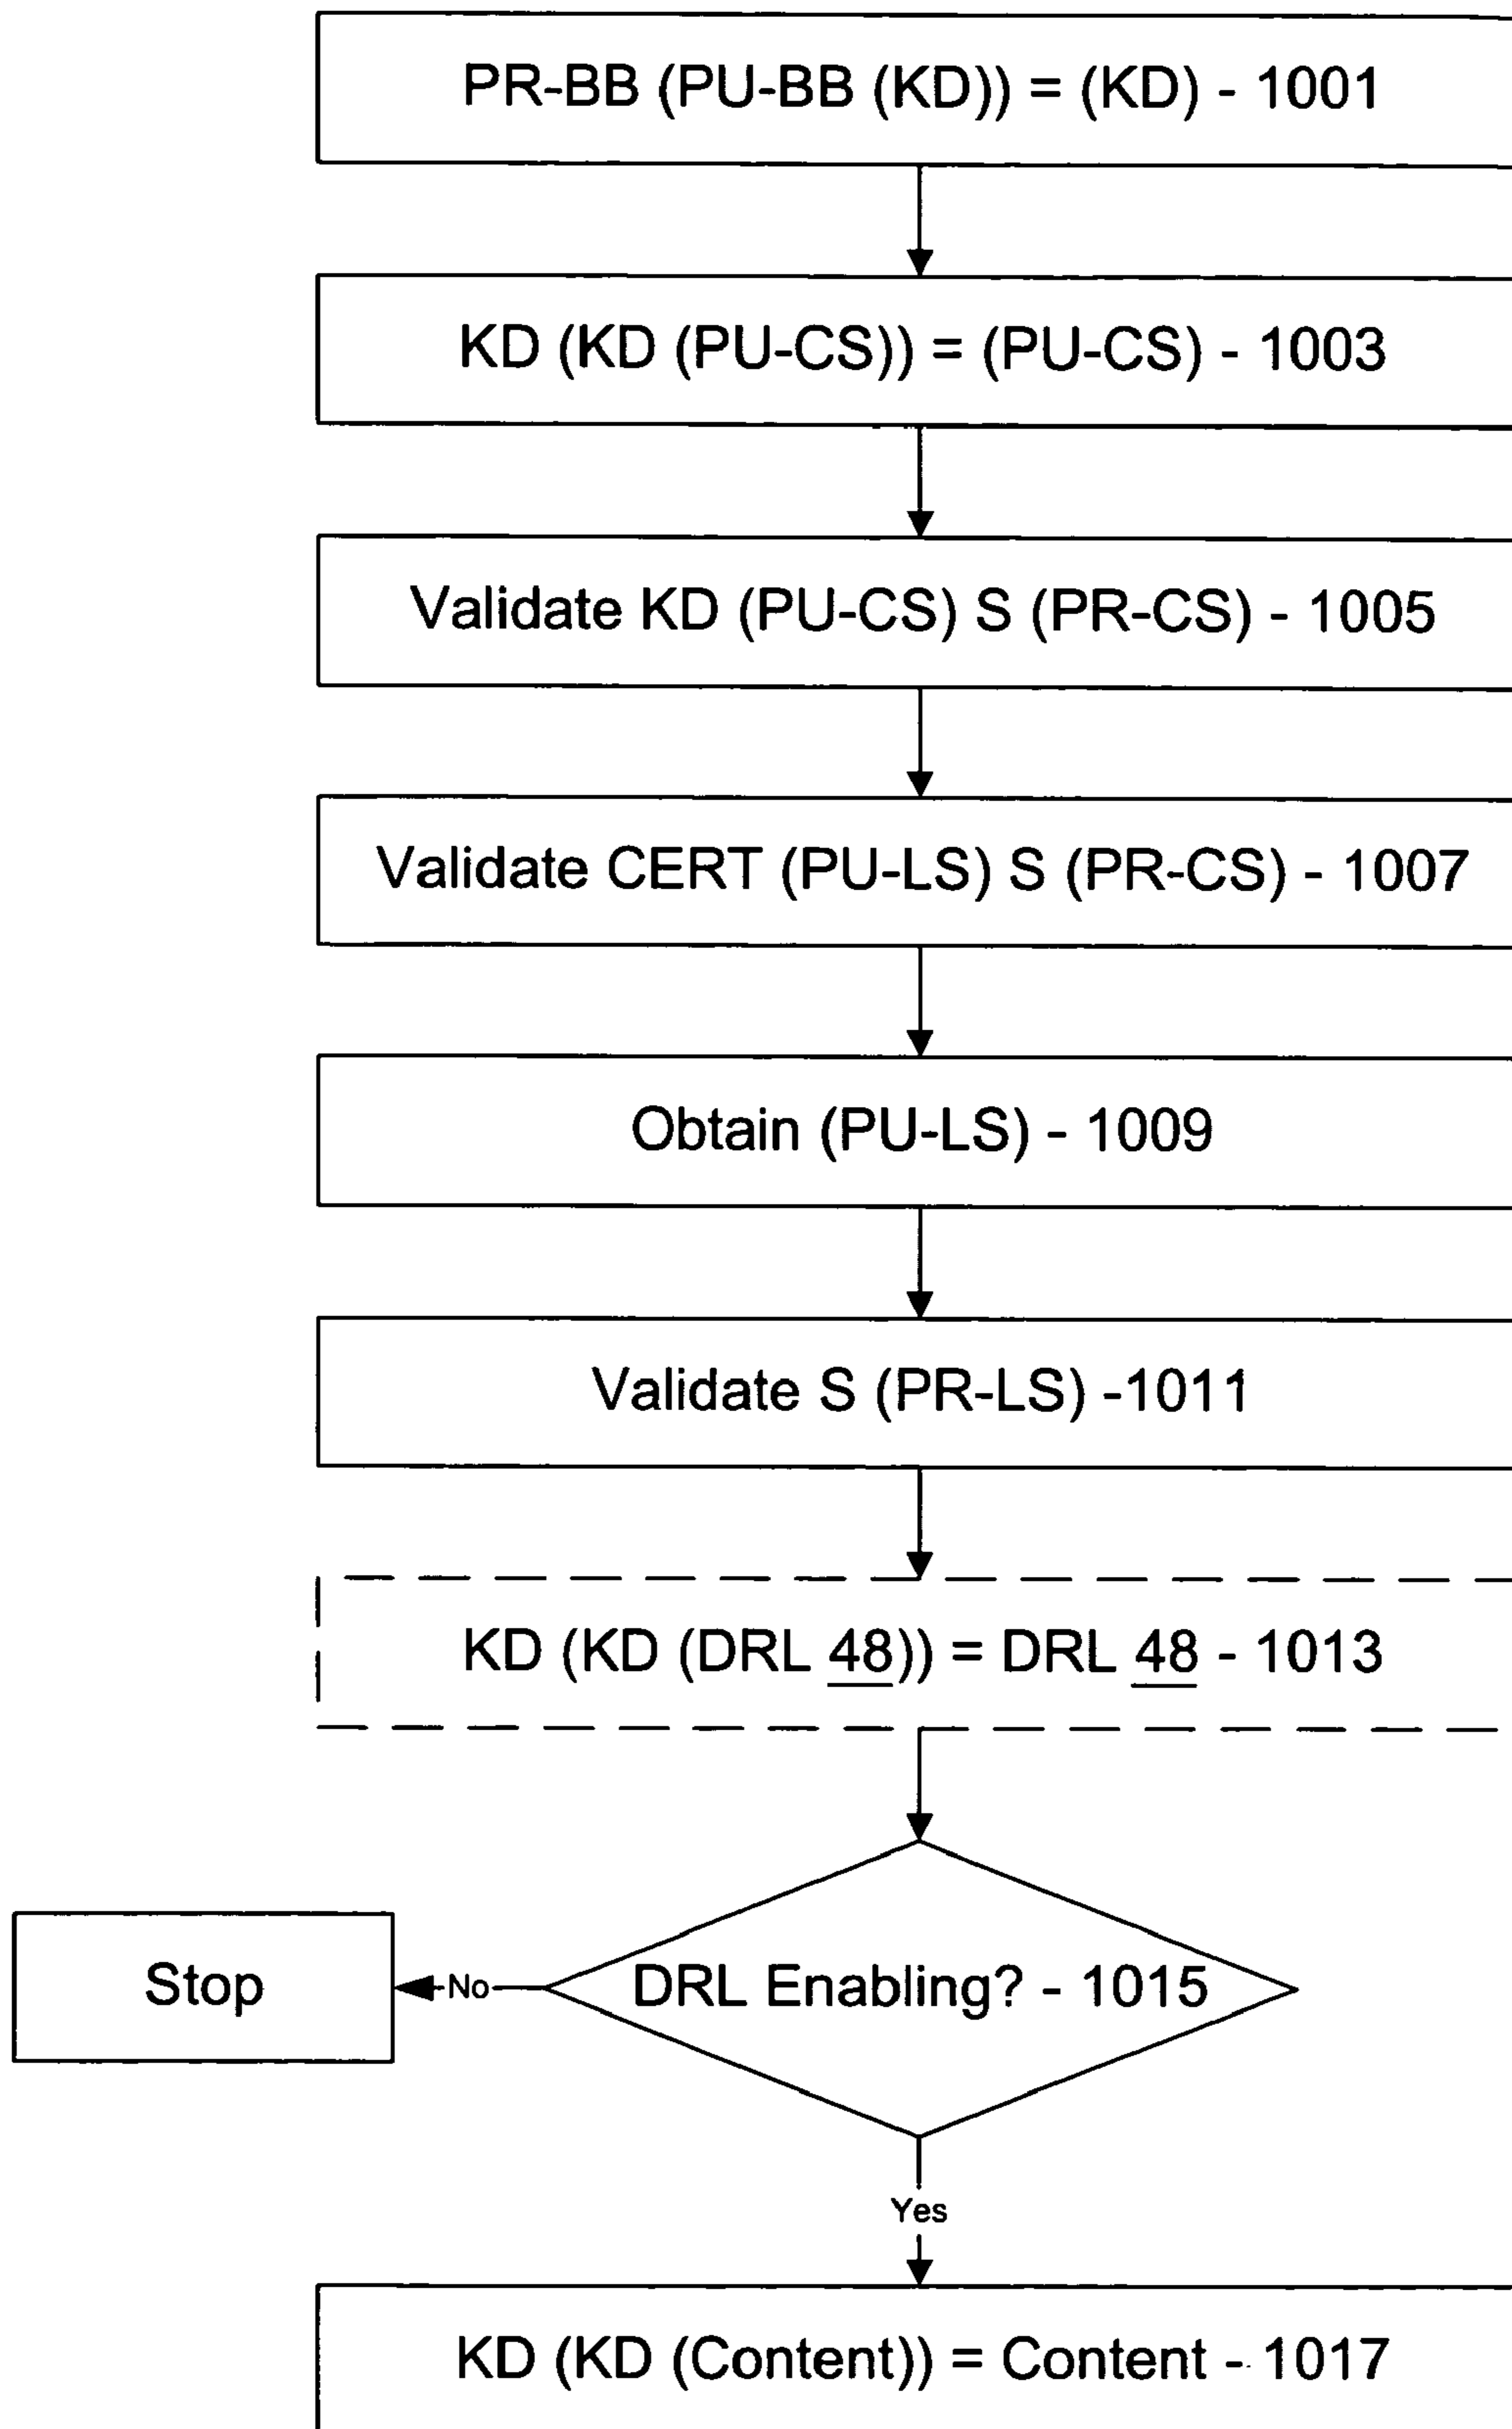 PR-BB (PU-BB (KD)) = (KD) - 1001
KD (KD (PU-CS)) = (PU-CS) - 1003
Validate KD (PU-CS) S (PR-CS) - 1005
Validate CERT (PU-LS) S (PR-CS) - 1007
Obtain (PU-LS) - 1009
Validate S (PR-LS) -1011
KD (KD (DRL 48)) = DRL 48 - 1013
DRL Enabling? - 1015
No
Stop
Yes
KD (KD (Content)) = Content - 1017